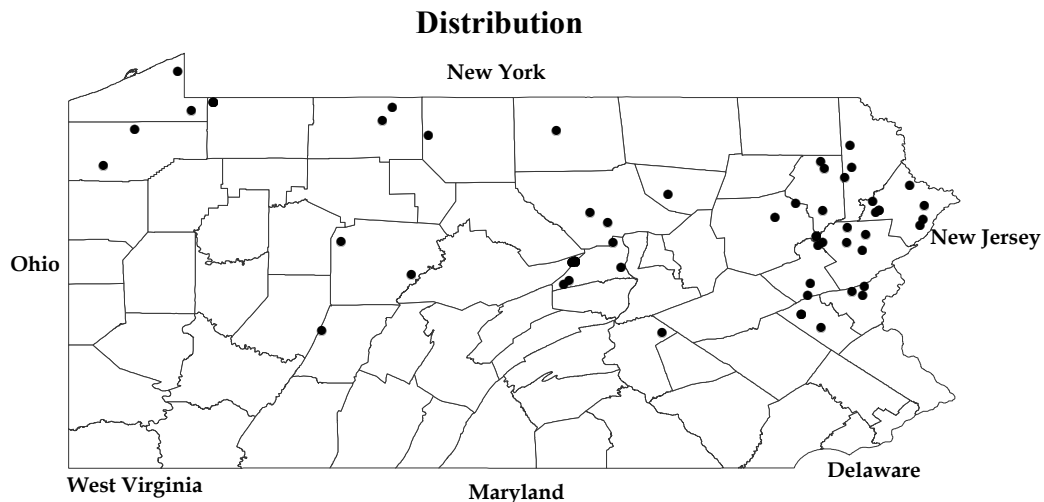 Distribution
New York
New Jersey
Ohio
West Virginia
Maryland
Delaware